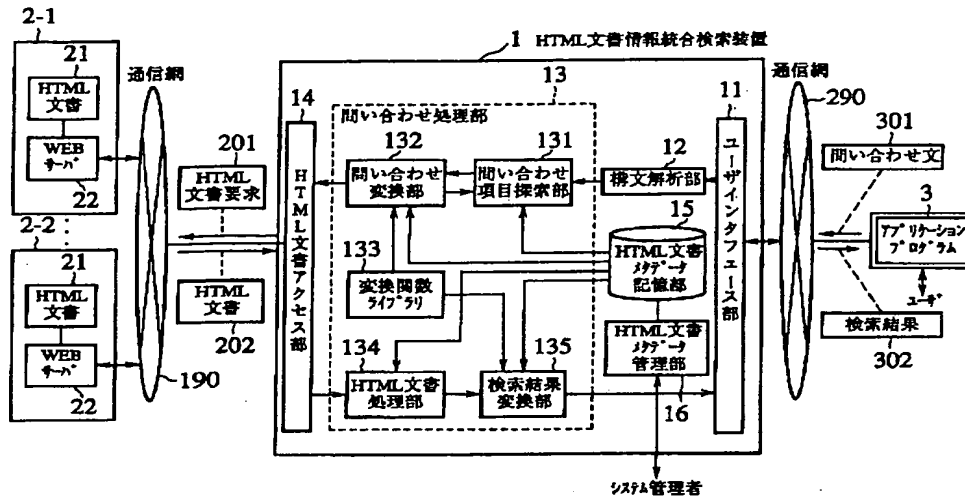 2-1
21
HTML
文書
WEB
サーバ
22
2-2
21
HTML
文書
WEB
サーバ
22
通信網
190
201
HTML
文書要求
HTML
文書
202
1 HTML文書情報統合検索装置
14
HTML文書アクセス部
13
問い合わせ処理部
132
問い合わせ
変換部
131
問い合わせ
項目探索部
133
変換関数
ライブラリ
134
HTML文書
処理部
135
検索結果
変換部
12
構文解析部
15
HTML文書
メタデータ
記憶部
HTML文書
メタデータ
管理部
16
11
ユーザインタフェース部
システム管理者
通信網
290
301
問い合わせ文
3
アプリケーション
プログラム
ユーザ
検索結果
302